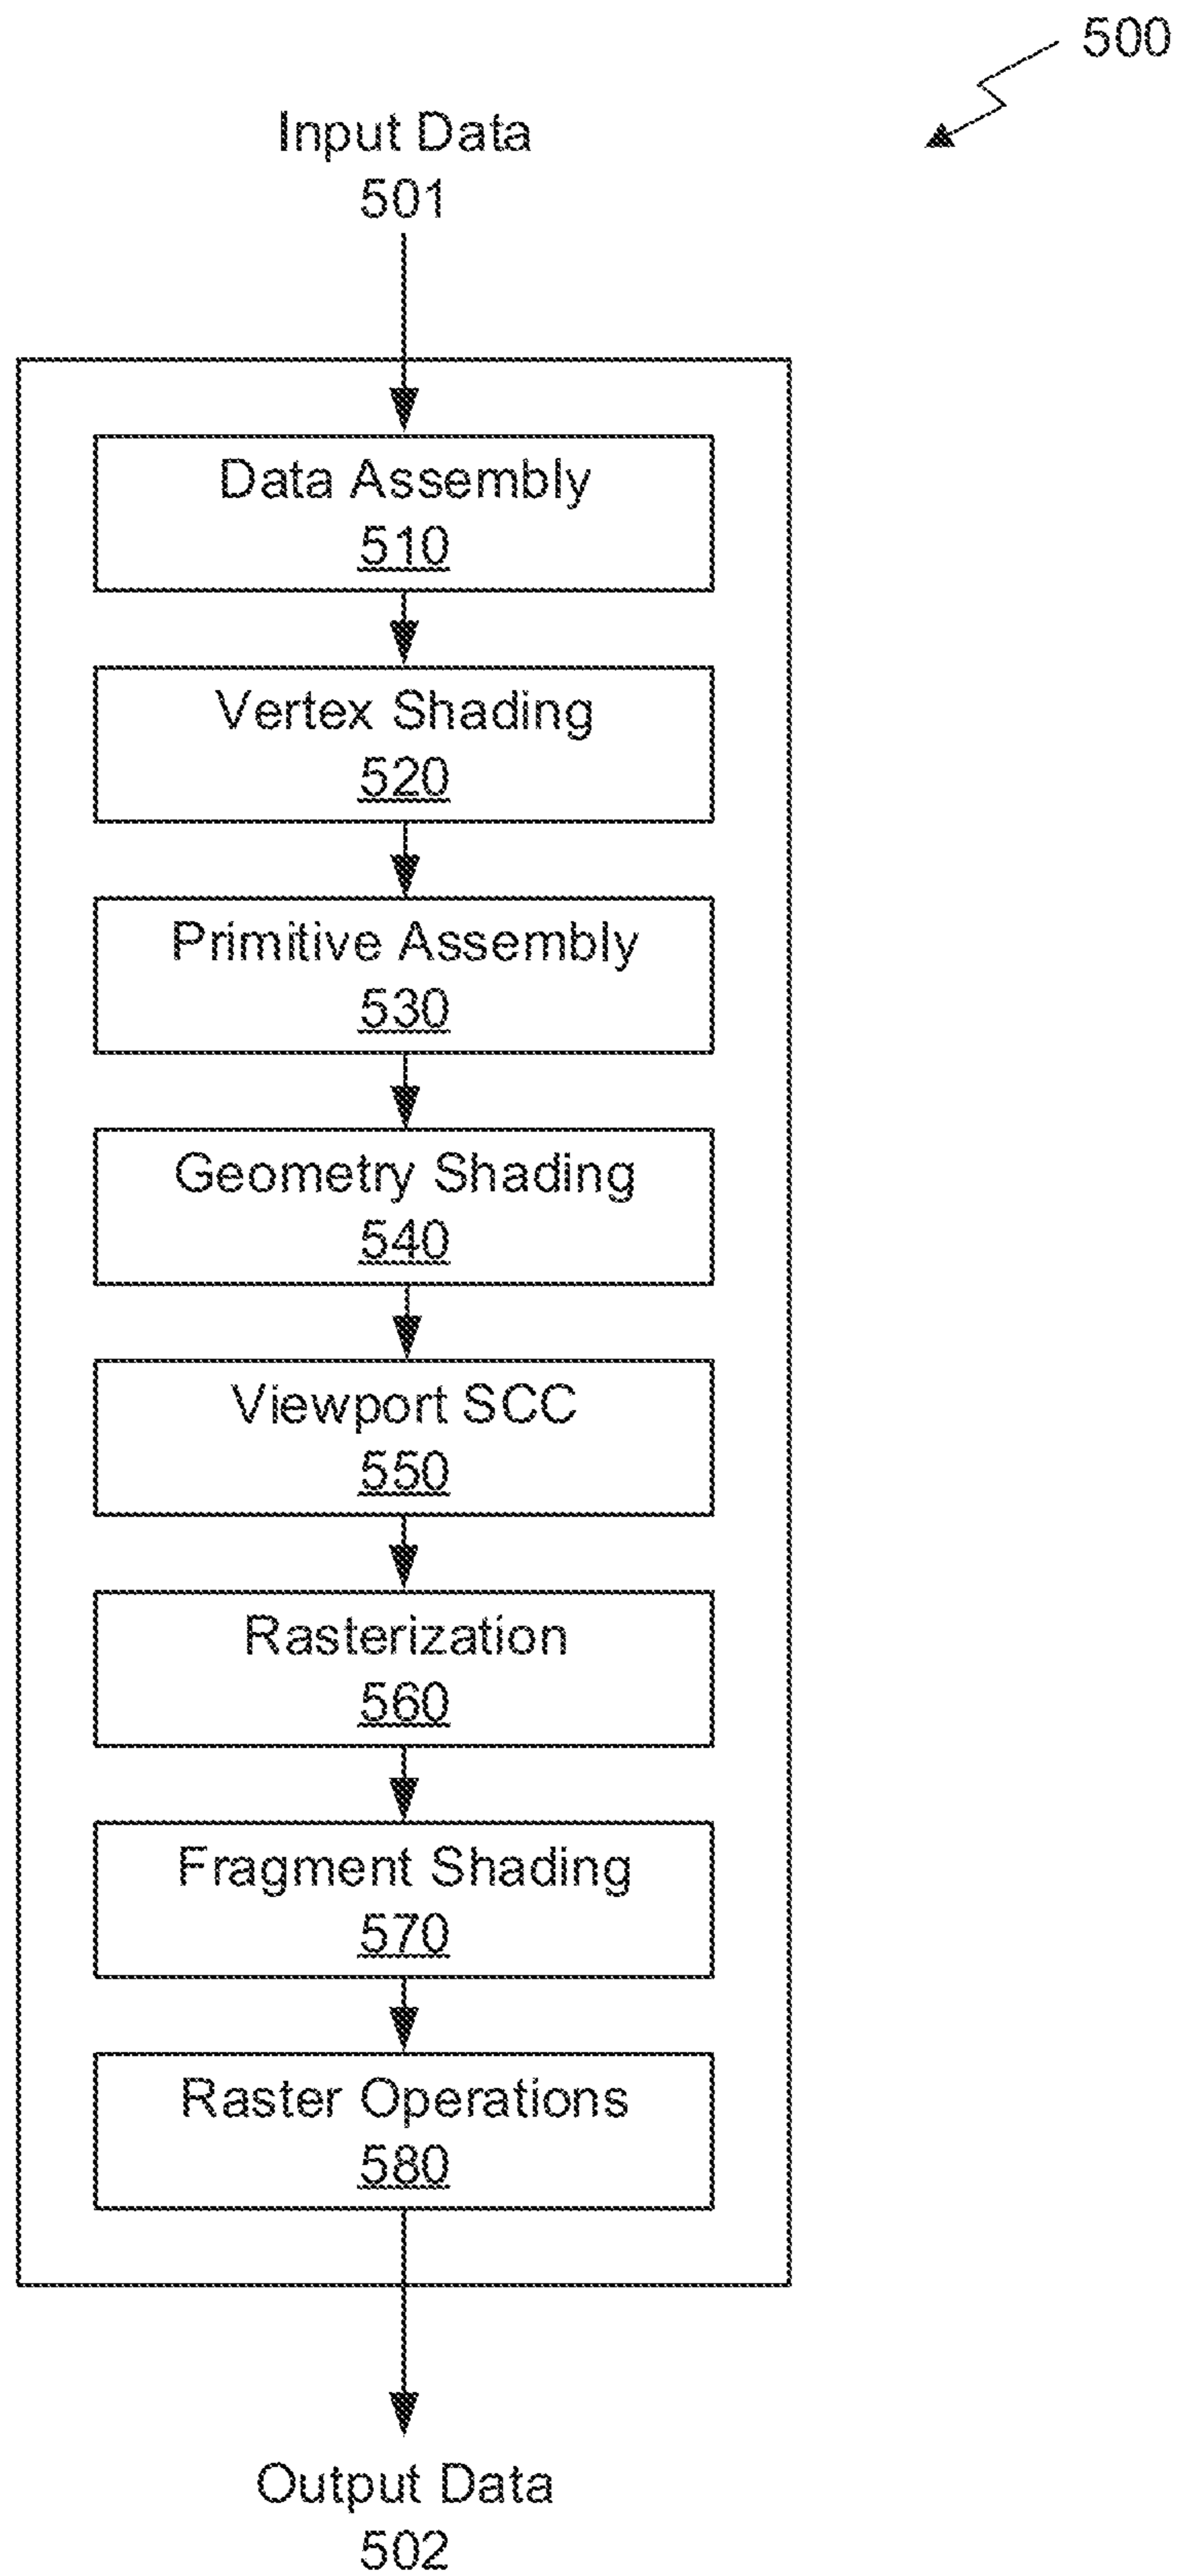 500
Input Data
501
Data Assembly
510
Vertex Shading
520
Primitive Assembly
530
Geometry Shading
540
Viewport SCC
550
Rasterization
560
Fragment Shading
570
Raster Operations
580
Output Data
502